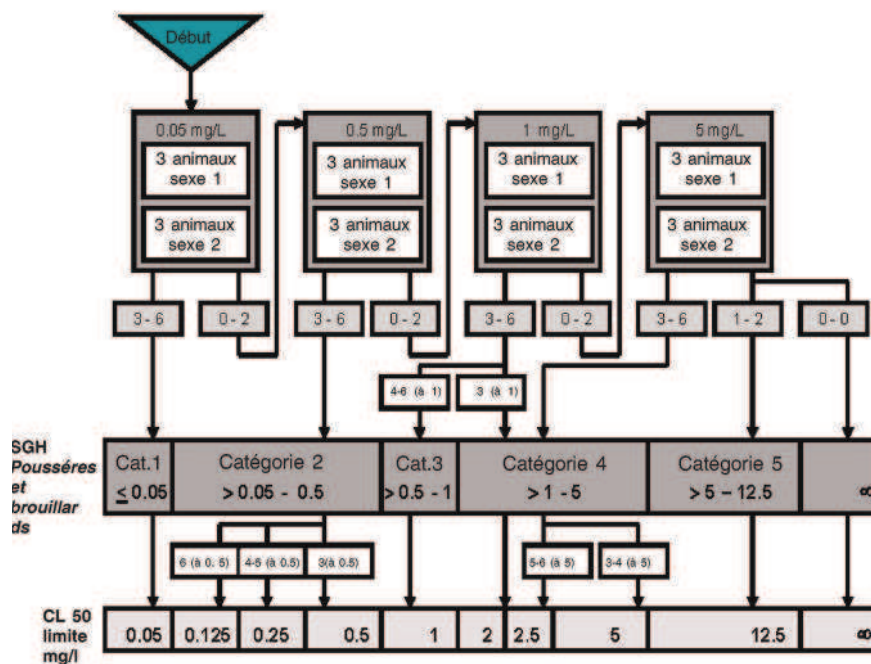 Début
0.05 mg/L
0.5 mg/L
1 mg/L
5 mg/L
3 animaux
sexe 1
3 animaux
sexe 1
3 animaux
sexe 1
3 animaux
sexe 1
3 animaux
sexe 2
3 animaux
sexe 2
3 animaux
sexe 2
3 animaux
sexe 2
3 - 6
0 - 2
3 - 6
0 - 2
3 - 6
0 - 2
3 - 6
1 - 2
0 - 0
4-6 (à 1)
3 (à 1)
SGH
Pousséres
et
brouillar
ds
Cat.1
≤ 0.05
Catégorie 2
> 0.05 - 0.5
Cat.3
> 0.5 - 1
Catégorie 4
> 1 - 5
Catégorie 5
> 5 – 12.5
∞
6 (à 0. 5)
4-5 (à 0.5)
3(à 0.5)
5-6 (à 5)
3-4 (à 5)
CL 50
limite
mg/l
0.05
0.125
0.25
0.5
1
2
2.5
5
12.5
∞